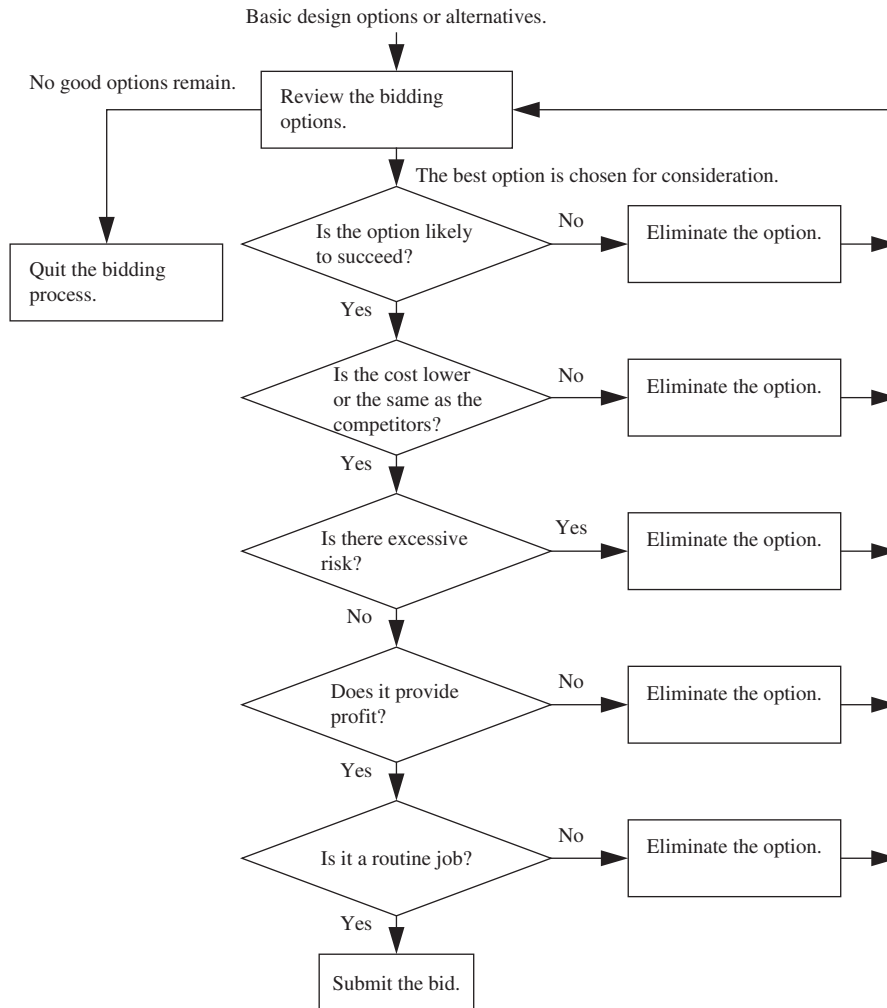 Basic design options or alternatives.
No good options remain.
Review the bidding
options.
The best option is chosen for consideration.
Is the option likely
to succeed?
No
Eliminate the option.
Quit the bidding
process.
Yes
Is the cost lower
or the same as the
competitors?
No
Eliminate the option.
Yes
Is there excessive
risk?
Yes
Eliminate the option.
No
Does it provide
profit?
No
Eliminate the option.
Yes
Is it a routine job?
No
Eliminate the option.
Yes
Submit the bid.